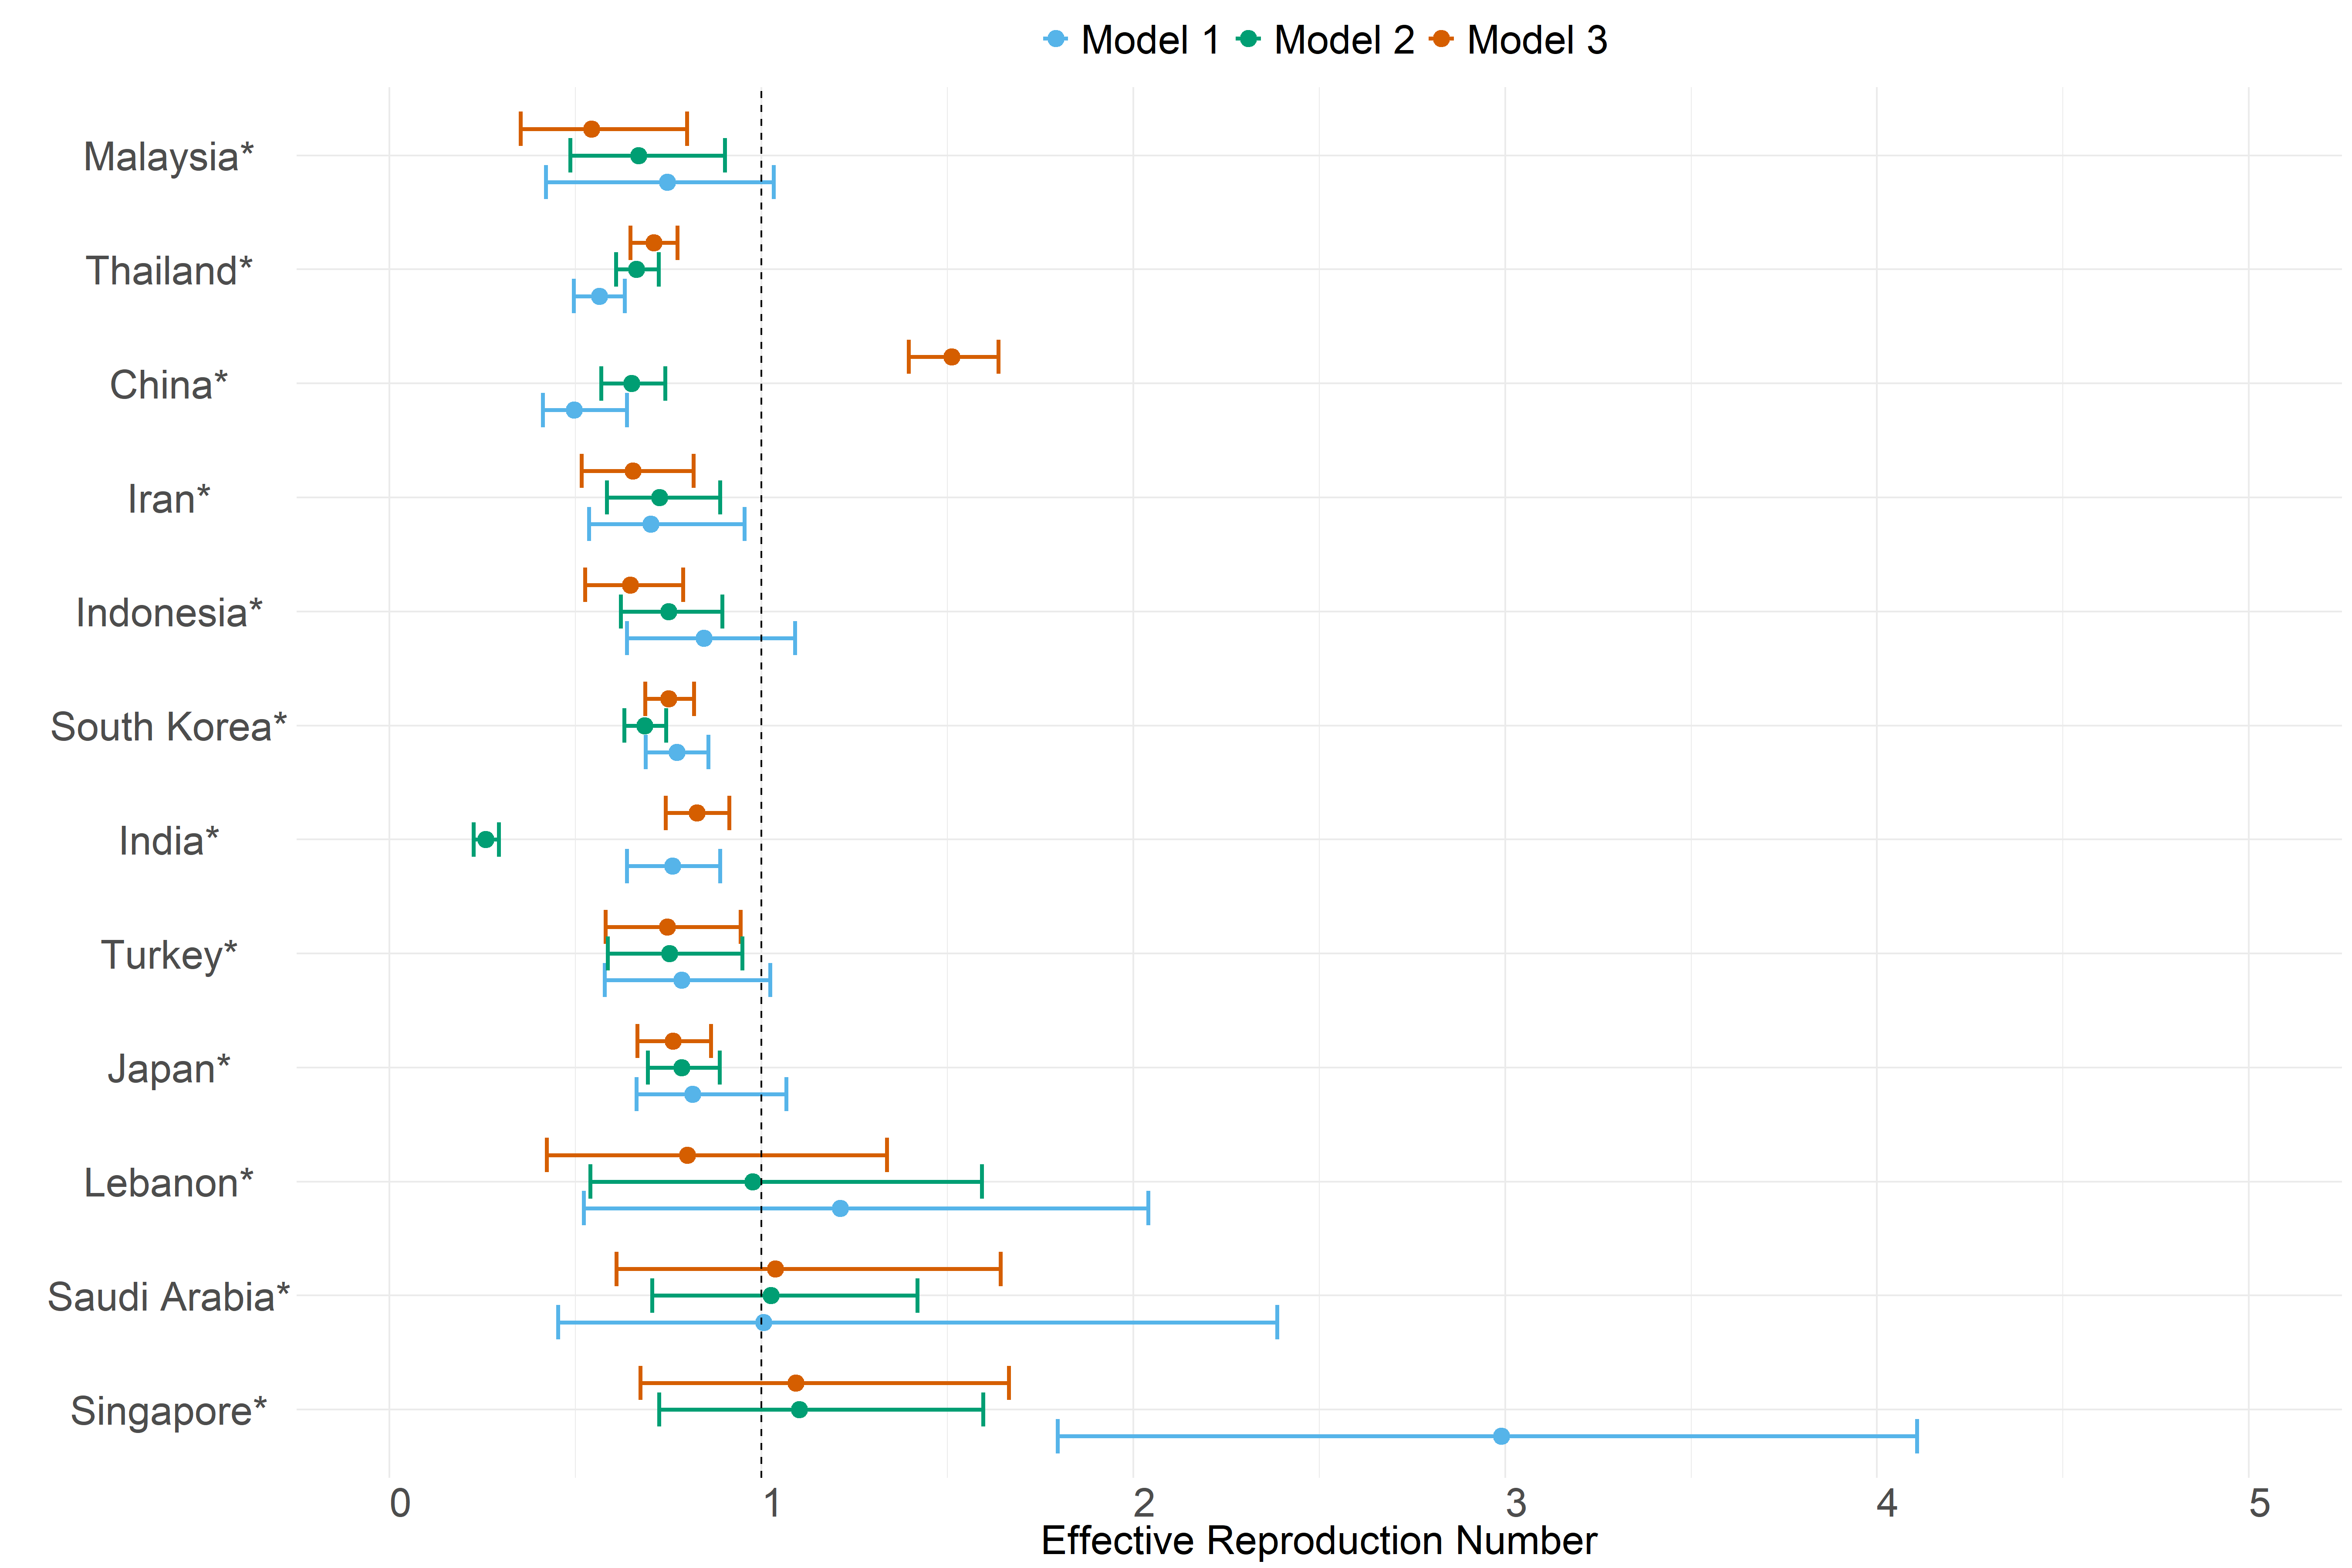 Model 1 Model 2 Model 3
Malaysia*
Thailand*
China*
Iran*
Indonesia*
South Korea*
India*
Turkey*
Japan*
Lebanon*
Saudi Arabia*
Singapore*
0 1 2 3 4 5
Effective Reproduction Number